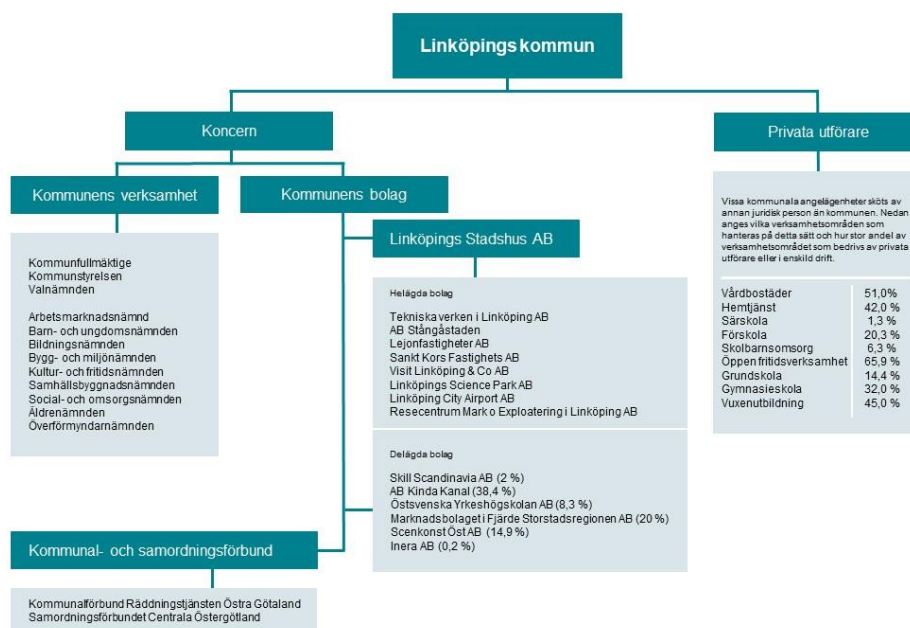 Linköpings kommun
Koncern
Privata utförare
Kommunens verksamhet
Kommunens bolag
Kommunfullmäktige
Kommunstyrelsen
Valnämnden
Arbetsmarknadsnämnd
Barn- och ungdomsnämnden
Bildningsnämnden
Bygg- och miljönämnden
Kultur- och fritidsnämnden
Samhällsbyggnadsnämnden
Social- och omsorgsnämnden
Äldrenämnden
Överförmyndarnämnden
Linköpings Stadshus AB
Helägda bolag
Tekniska verken i Linköping AB
AB Stångåstaden
Lejonfastigheter AB
Sankt Kors Fastighets AB
Visit Linköping & Co AB
Linköpings Science Park AB
Linköping City Airport AB
Resecentrum Mark o Exploatering i Linköping AB
Delägda bolag
Skill Scandinavia AB (2 %)
AB Kinda Kanal (38,4 %)
Östsvenska Yrkeshögskolan AB (8,3 %)
Marknadsbolaget i Fjärde Storstadsregionen AB (20 %)
Scenkonst Öst AB (14,9 %)
Inera AB (0,2 %)
Kommunal- och samordningsförbund
Kommunalförbund Räddningstjänsten Östra Götaland
Samordningsförbundet Centrala Östergötland
Vissa kommunala angelägenheter sköts av
annan juridisk person än kommunen. Nedan
anges vilka verksamhetsområden som
hanteras på detta sätt och hur stor andel av
verksamhetsområdet som bedrivs av privata
utförare eller i enskild drift.
Vårdbostäder 51,0%
Hemtjänst 42,0 %
Särskola 1,3 %
Förskola 20,3 %
Skolbarnsomsorg 6,3 %
Öppen fritidsverksamhet 65,9 %
Grundskola 14,4 %
Gymnasieskola 32,0 %
Vuxenutbildning 45,0 %